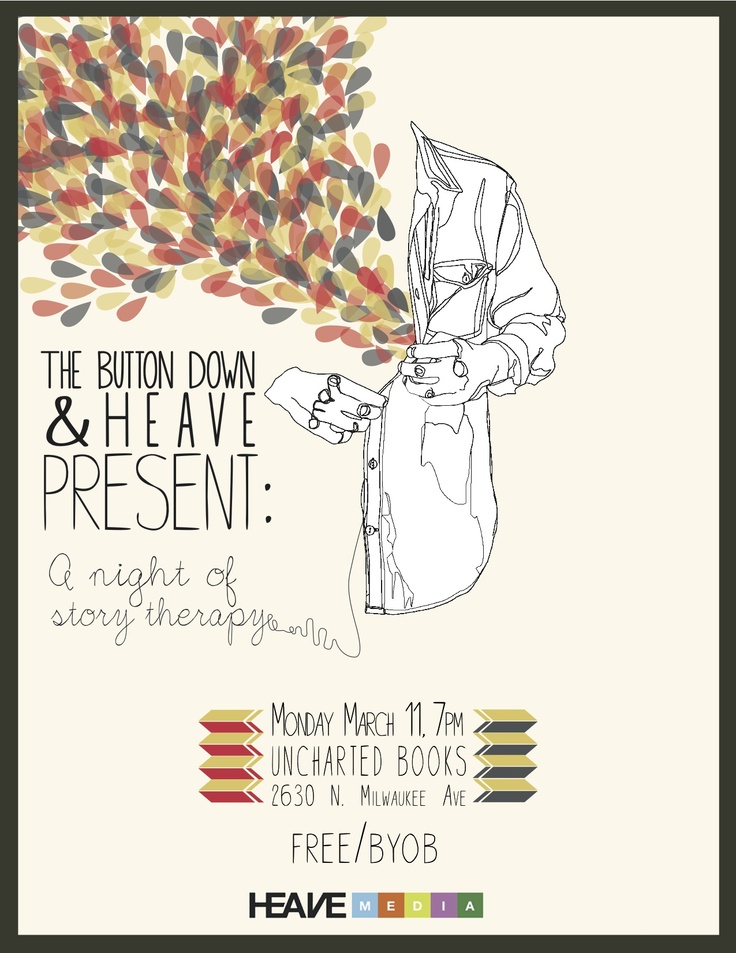 THE BUTTON DOWN
& HEAVE
PRESENT:
A night of
story therapy
MONDAY MARCH 11, 7PM
UNCHARTED BOOKS
2630 N. MILWAUKEE AVE
FREE/BYOB
HEAVE MEDIA